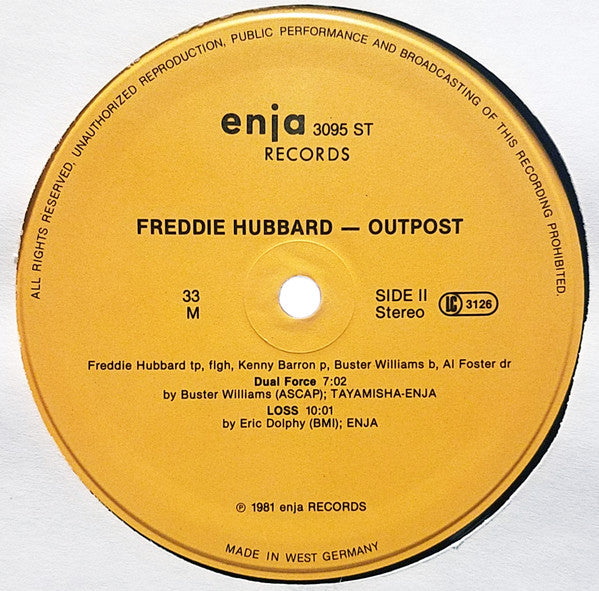 ALL RIGHTS RESERVED. UNAUTHORIZED REPRODUCTION, PUBLIC PERFORMANCE AND BROADCASTING OF THIS RECORDING PROHIBITED.
enja 3095 ST
RECORDS
FREDDIE HUBBARD — OUTPOST
33 SIDE II LC 3126
M Stereo
Freddie Hubbard tp, flgh, Kenny Barron p, Buster Williams b, Al Foster dr
Dual Force 7:02
by Buster Williams (ASCAP); TAYAMISHA-ENJA
LOSS 10:01
by Eric Dolphy (BMI); ENJA
℗ 1981 enja RECORDS
MADE IN WEST GERMANY